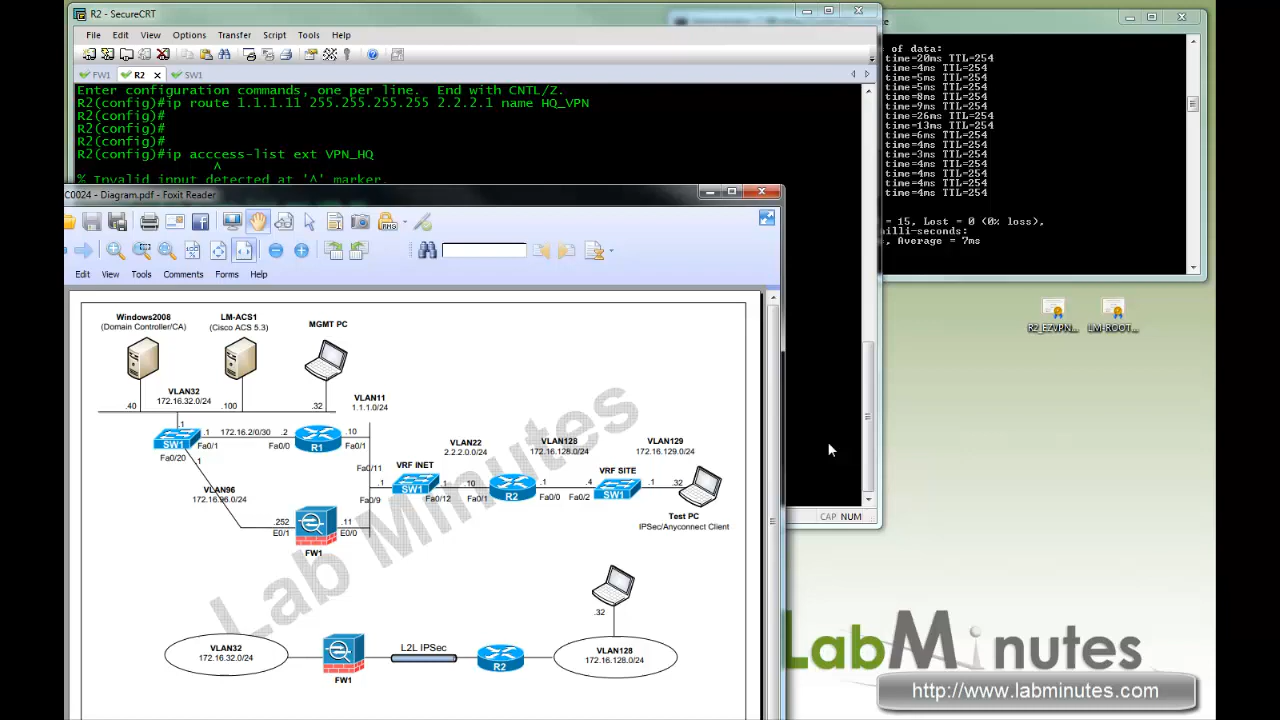 R2 - SecureCRT
File Edit View Options Transfer Script Tools Help
FW1 R2 SW1
Enter configuration commands, one per line. End with CNTL/Z.
R2(config)#ip route 1.1.1.11 255.255.255.255 2.2.2.1 name HQ_VPN
R2(config)#
R2(config)#
R2(config)#
R2(config)#ip acccess-list ext VPN_HQ
^
% Invalid input detected at '^' marker.
of data:
time=20ms TTL=254
time=4ms TTL=254
time=5ms TTL=254
time=5ms TTL=254
time=8ms TTL=254
time=9ms TTL=254
time=26ms TTL=254
time=13ms TTL=254
time=6ms TTL=254
time=4ms TTL=254
time=3ms TTL=254
time=4ms TTL=254
time=4ms TTL=254
time=4ms TTL=254
time=4ms TTL=254
= 15, Lost = 0 (0% loss),
illi-seconds:
, Average = 7ms
C0024 - Diagram.pdf - Foxit Reader
Edit View Tools Comments Forms Help
R2_EZVPN...
LM-ROOT...
CAP NUM
Windows2008
(Domain Controller/CA)
LM-ACS1
(Cisco ACS 5.3)
MGMT PC
VLAN32
172.16.32.0/24
.40
.100
.32
VLAN11
1.1.1.0/24
.1
SW1
.1
Fa0/1
172.16.2/0/30
.2
Fa0/0
R1
.10
Fa0/1
Fa0/20
.1
VLAN96
172.16.96.0/24
Fa0/11
Fa0/9
VRF INET
.1
SW1
.1
Fa0/12
VLAN22
2.2.2.0.0/24
.10
Fa0/1
R2
.1
Fa0/0
VLAN128
172.16.128.0/24
VRF SITE
.4
Fa0/2
SW1
.1
VLAN129
172.16.129.0/24
.32
Test PC
IPSec/Anyconnect Client
.252
E0/1
.11
E0/0
FW1
Lab Minutes
.32
VLAN32
172.16.32.0/24
FW1
L2L IPSec
R2
VLAN128
172.16.128.0/24
LabMinutes
http://www.labminutes.com